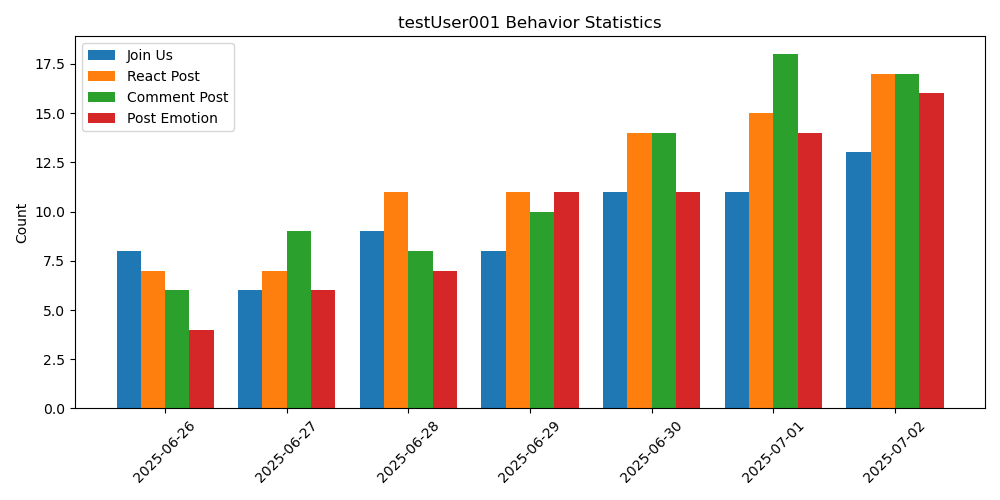 testUser001 Behavior Statistics
Join Us
React Post
Comment Post
Post Emotion
Count
17.5
15.0
12.5
10.0
7.5
5.0
2.5
0.0
2025-06-26
2025-06-27
2025-06-28
2025-06-29
2025-06-30
2025-07-01
2025-07-02